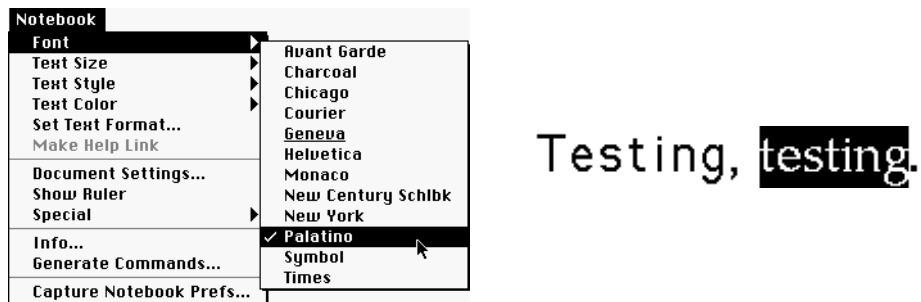 Notebook
Font
Text Size
Text Style
Text Color
Set Text Format...
Make Help Link
Document Settings...
Show Ruler
Special
Info...
Generate Commands...
Capture Notebook Prefs...
Avant Garde
Charcoal
Chicago
Courier
Geneva
Helvetica
Monaco
New Century Schlbk
New York
✓ Palatino
Symbol
Times
Testing, testing.